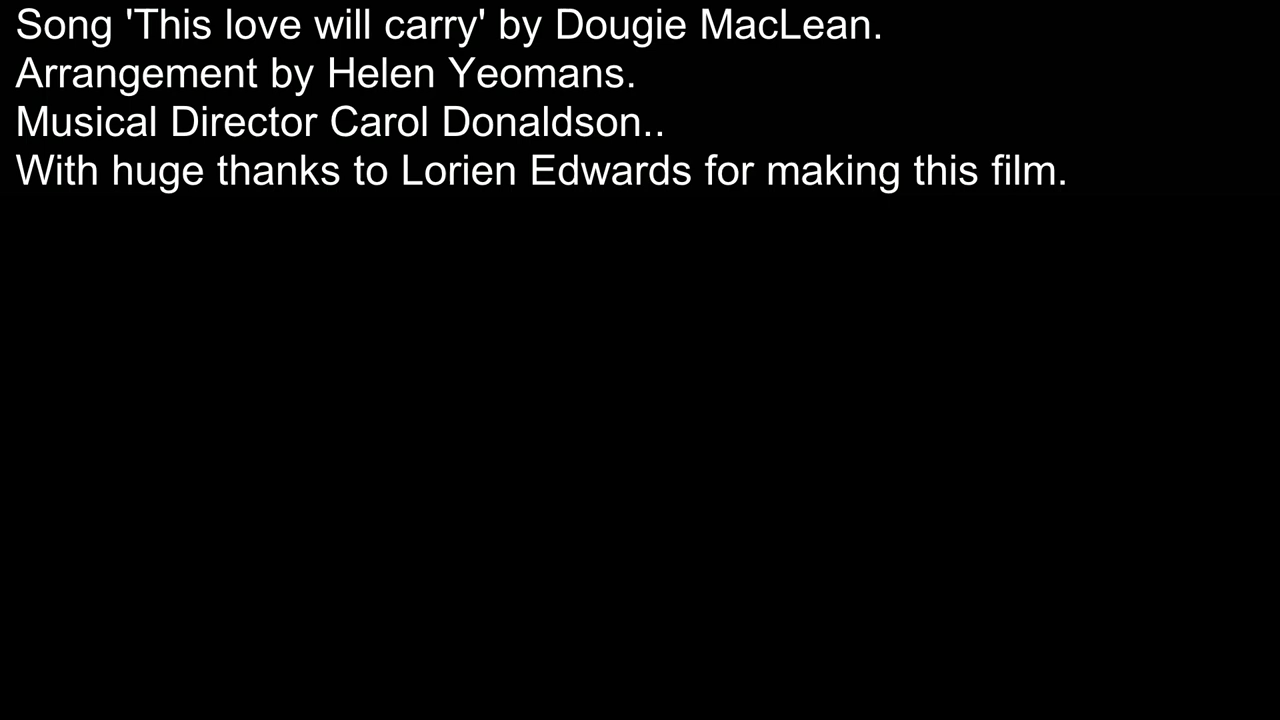 Song 'This love will carry' by Dougie MacLean.
Arrangement by Helen Yeomans.
Musical Director Carol Donaldson..
With huge thanks to Lorien Edwards for making this film.